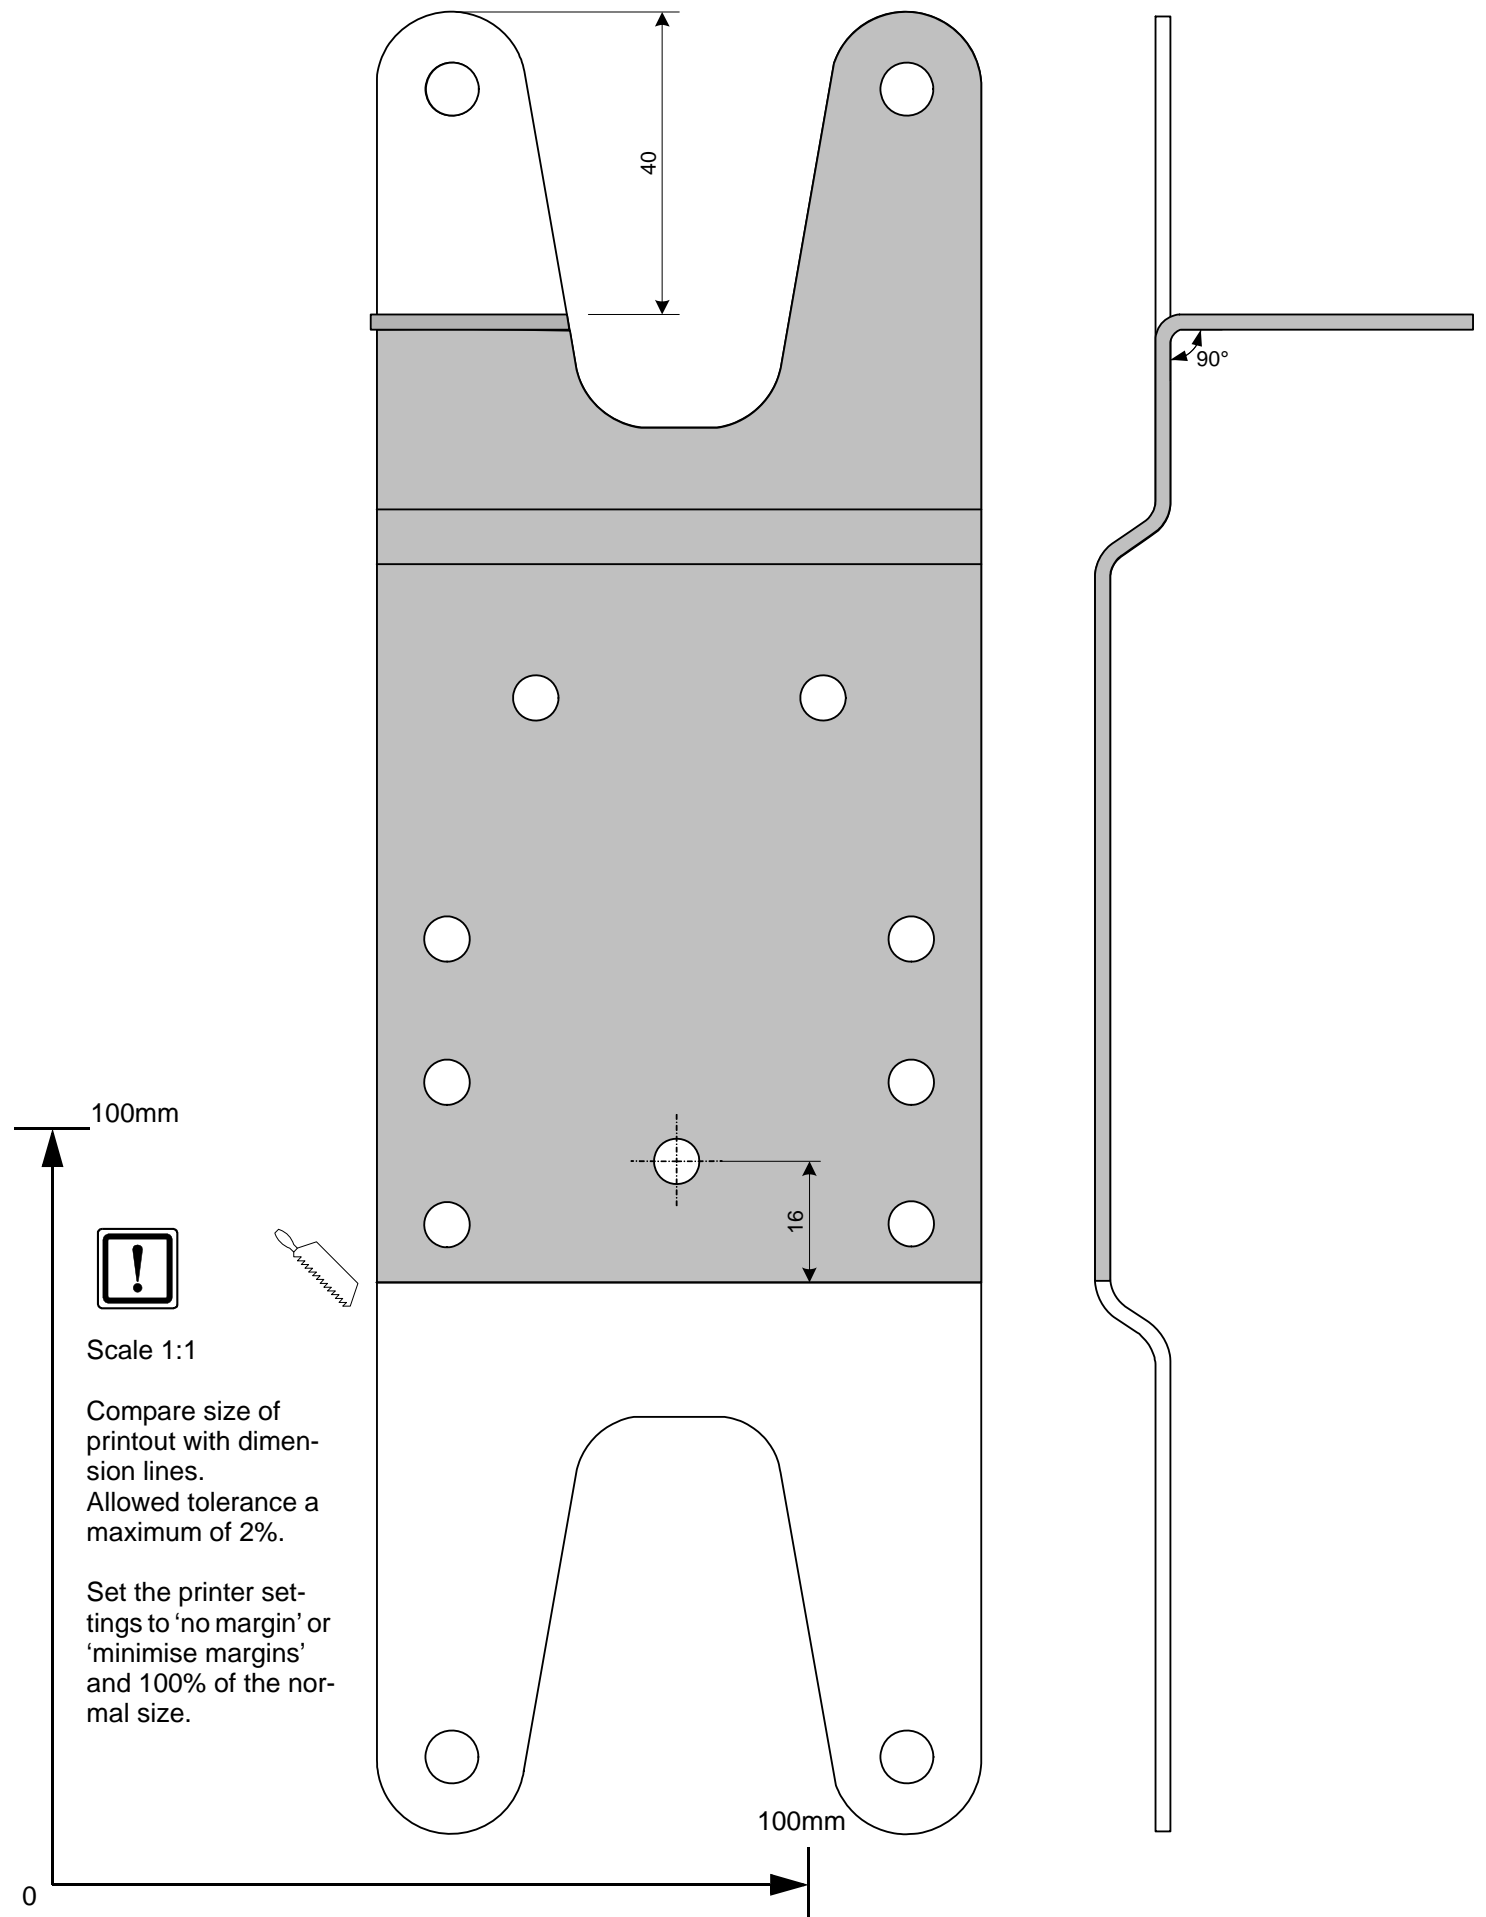 40
90°
100mm
16
!
Scale 1:1
Compare size of
printout with dimen-
sion lines.
Allowed tolerance a
maximum of 2%.
Set the printer set-
tings to ‘no margin’ or
‘minimise margins’
and 100% of the nor-
mal size.
100mm
0